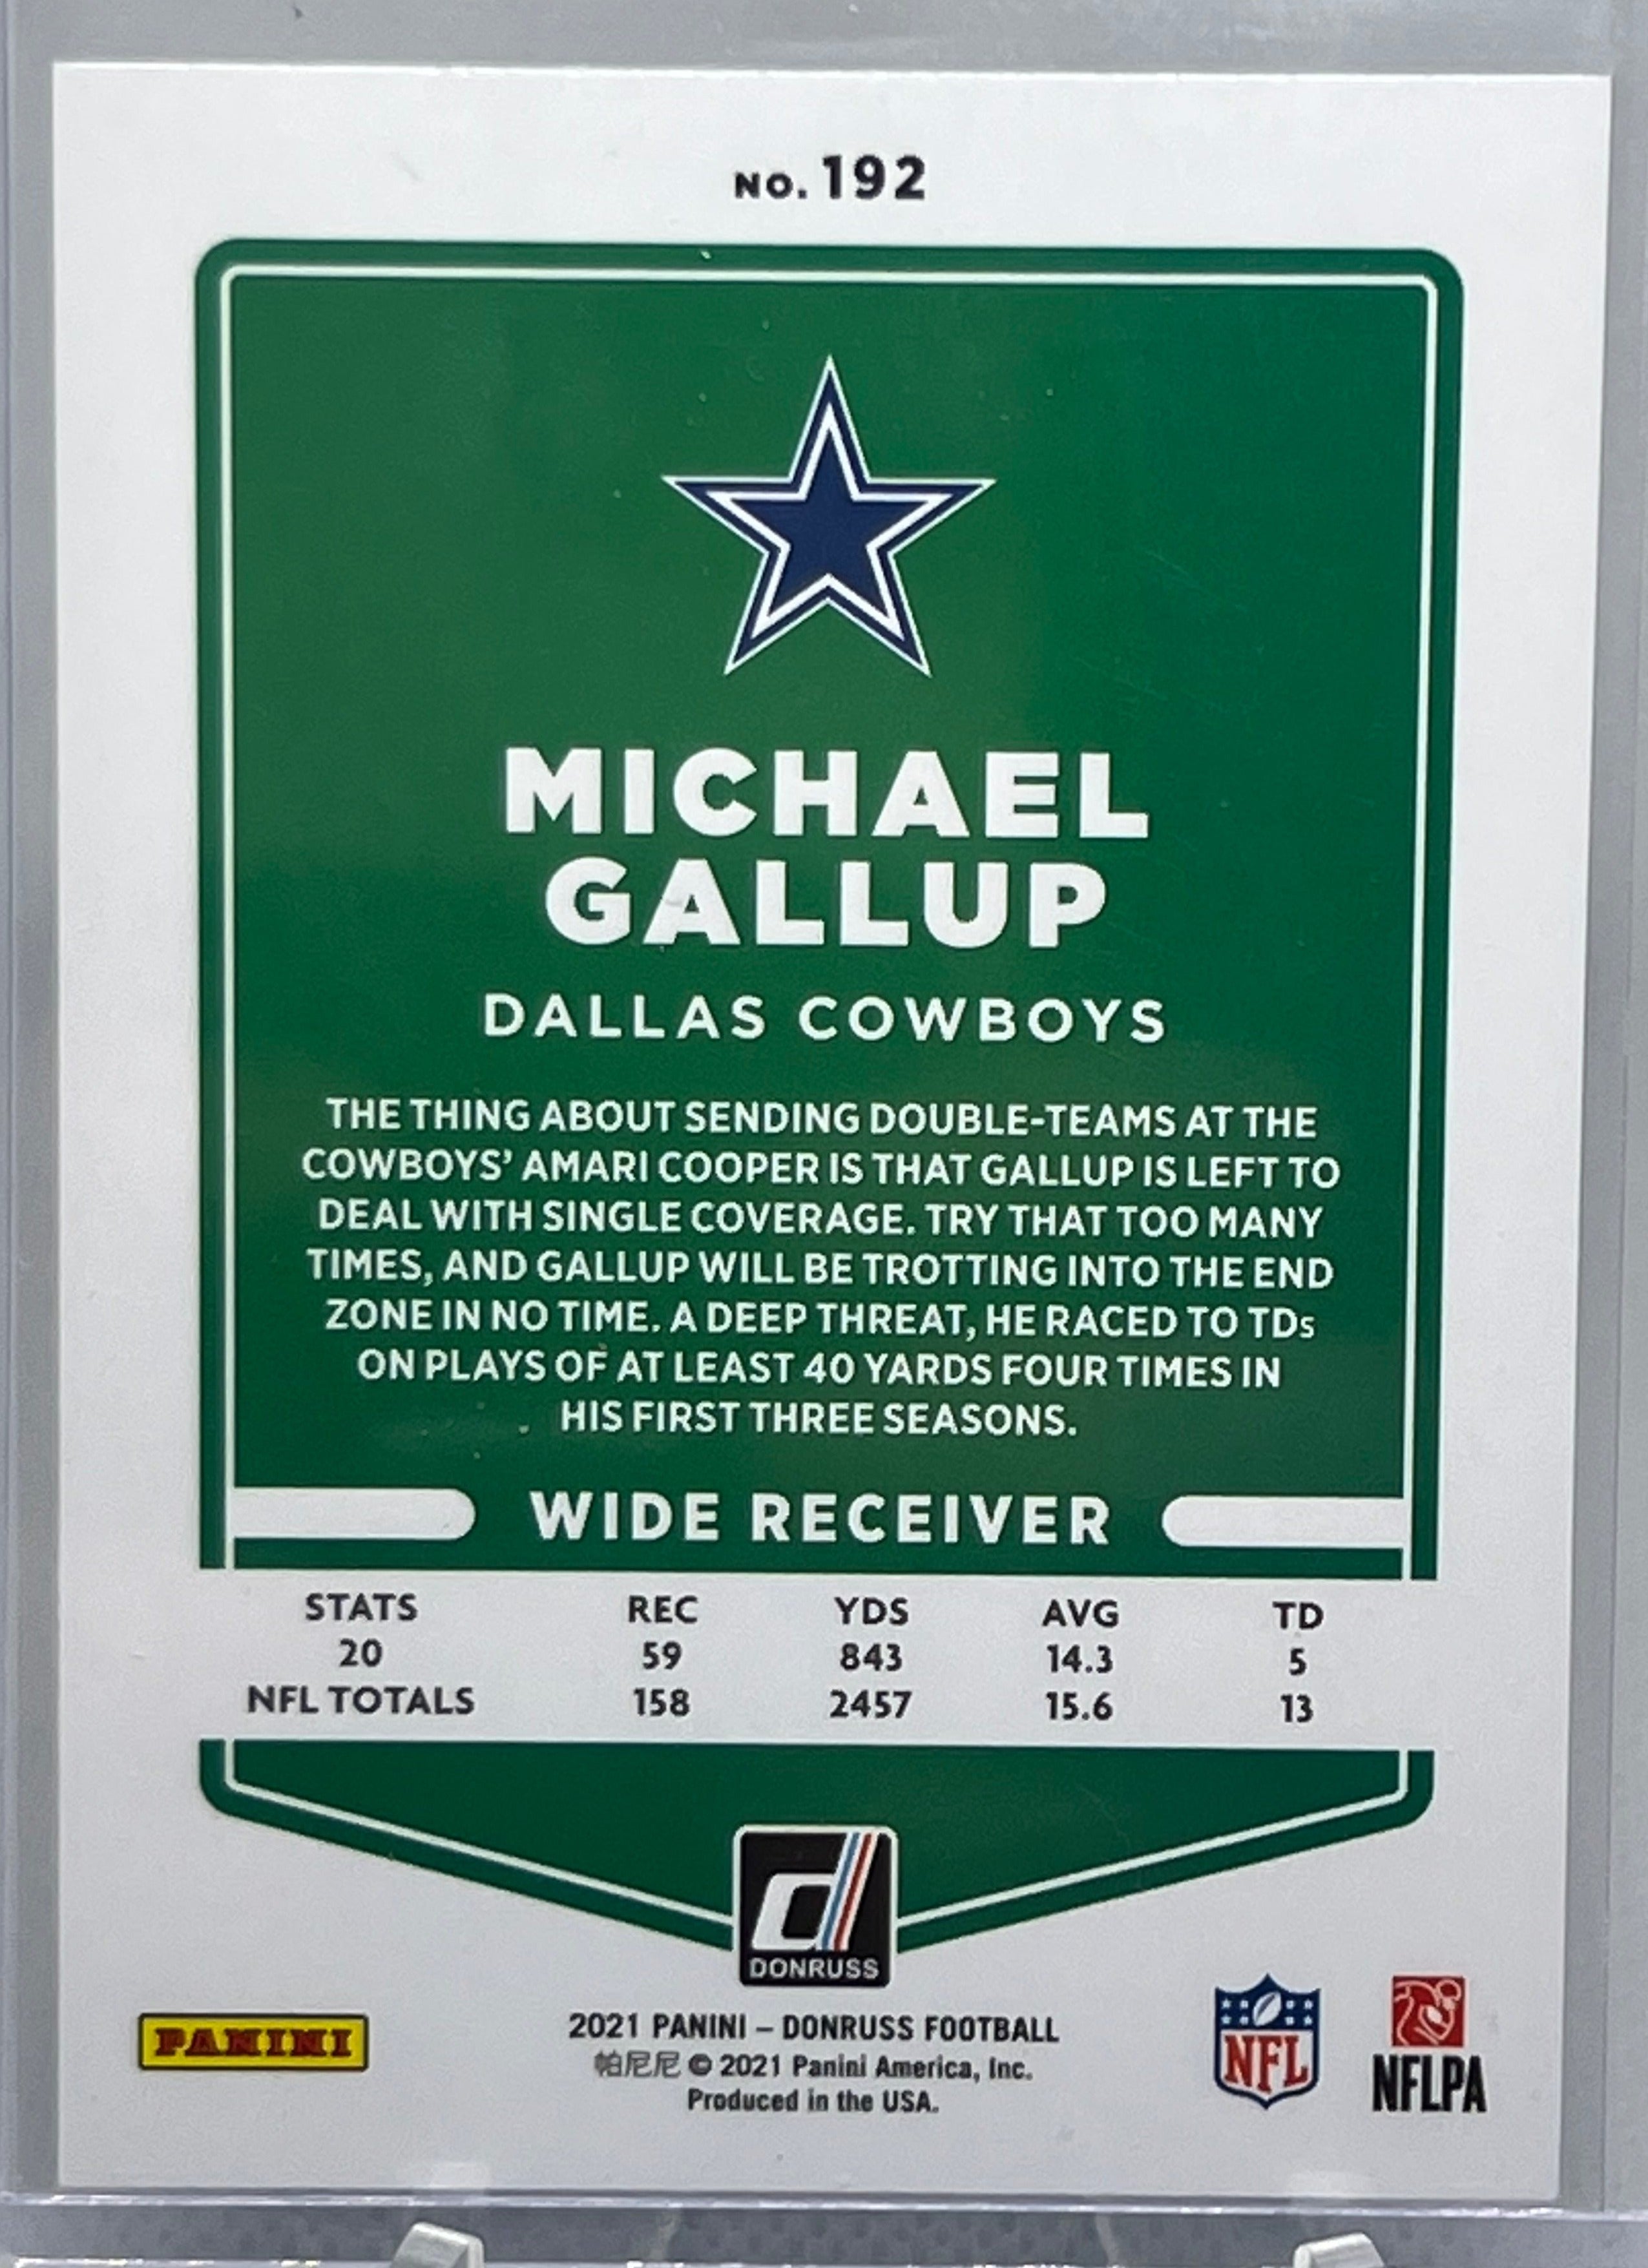 NO. 192
MICHAEL
GALLUP
DALLAS COWBOYS
THE THING ABOUT SENDING DOUBLE-TEAMS AT THE
COWBOYS' AMARI COOPER IS THAT GALLUP IS LEFT TO
DEAL WITH SINGLE COVERAGE. TRY THAT TOO MANY
TIMES, AND GALLUP WILL BE TROTTING INTO THE END
ZONE IN NO TIME. A DEEP THREAT, HE RACED TO TDs
ON PLAYS OF AT LEAST 40 YARDS FOUR TIMES IN
HIS FIRST THREE SEASONS.
WIDE RECEIVER
STATS REC YDS AVG TD
20 59 843 14.3 5
NFL TOTALS 158 2457 15.6 13
DONRUSS
PANINI
2021 PANINI – DONRUSS FOOTBALL
帕尼尼 © 2021 Panini America, Inc.
Produced in the USA.
NFL
NFLPA